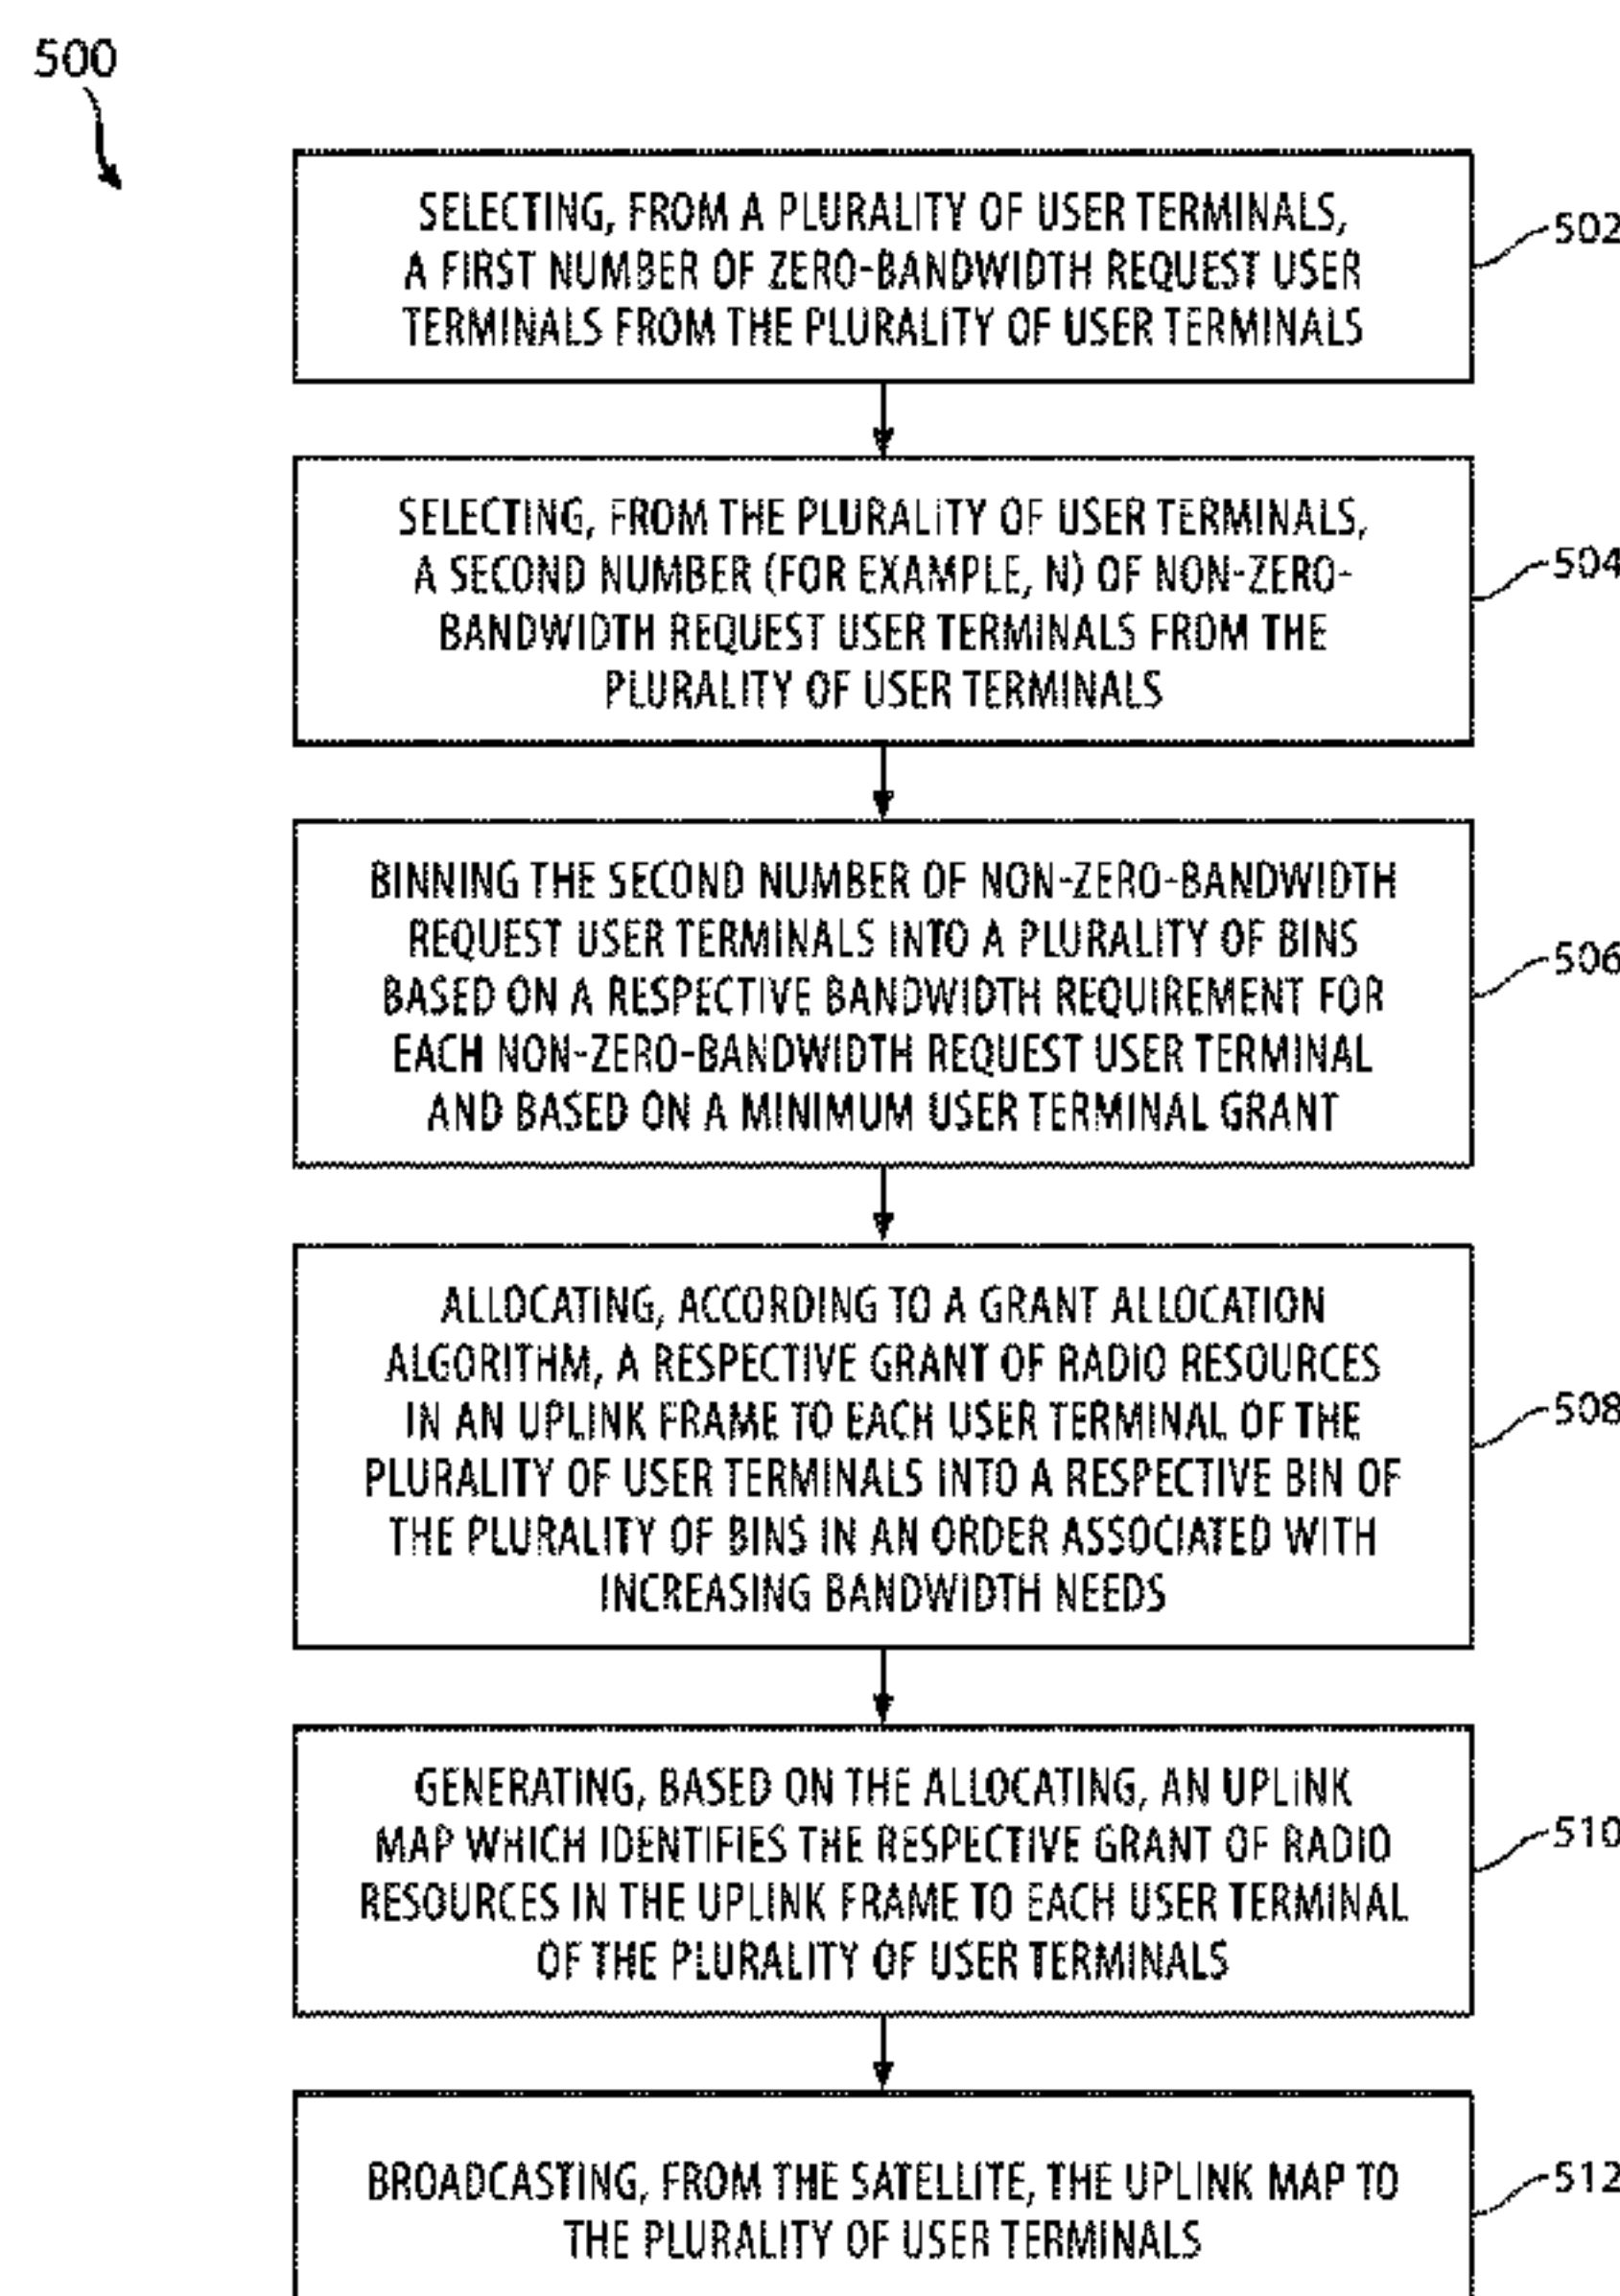 500
SELECTING, FROM A PLURALITY OF USER TERMINALS,
A FIRST NUMBER OF ZERO-BANDWIDTH REQUEST USER
TERMINALS FROM THE PLURALITY OF USER TERMINALS
502
SELECTING, FROM THE PLURALITY OF USER TERMINALS,
A SECOND NUMBER (FOR EXAMPLE, N) OF NON-ZERO-
BANDWIDTH REQUEST USER TERMINALS FROM THE
PLURALITY OF USER TERMINALS
504
BINNING THE SECOND NUMBER OF NON-ZERO-BANDWIDTH
REQUEST USER TERMINALS INTO A PLURALITY OF BINS
BASED ON A RESPECTIVE BANDWIDTH REQUIREMENT FOR
EACH NON-ZERO-BANDWIDTH REQUEST USER TERMINAL
AND BASED ON A MINIMUM USER TERMINAL GRANT
506
ALLOCATING, ACCORDING TO A GRANT ALLOCATION
ALGORITHM, A RESPECTIVE GRANT OF RADIO RESOURCES
IN AN UPLINK FRAME TO EACH USER TERMINAL OF THE
PLURALITY OF USER TERMINALS INTO A RESPECTIVE BIN OF
THE PLURALITY OF BINS IN AN ORDER ASSOCIATED WITH
INCREASING BANDWIDTH NEEDS
508
GENERATING, BASED ON THE ALLOCATING, AN UPLINK
MAP WHICH IDENTIFIES THE RESPECTIVE GRANT OF RADIO
RESOURCES IN THE UPLINK FRAME TO EACH USER TERMINAL
OF THE PLURALITY OF USER TERMINALS
510
BROADCASTING, FROM THE SATELLITE, THE UPLINK MAP TO
THE PLURALITY OF USER TERMINALS
512